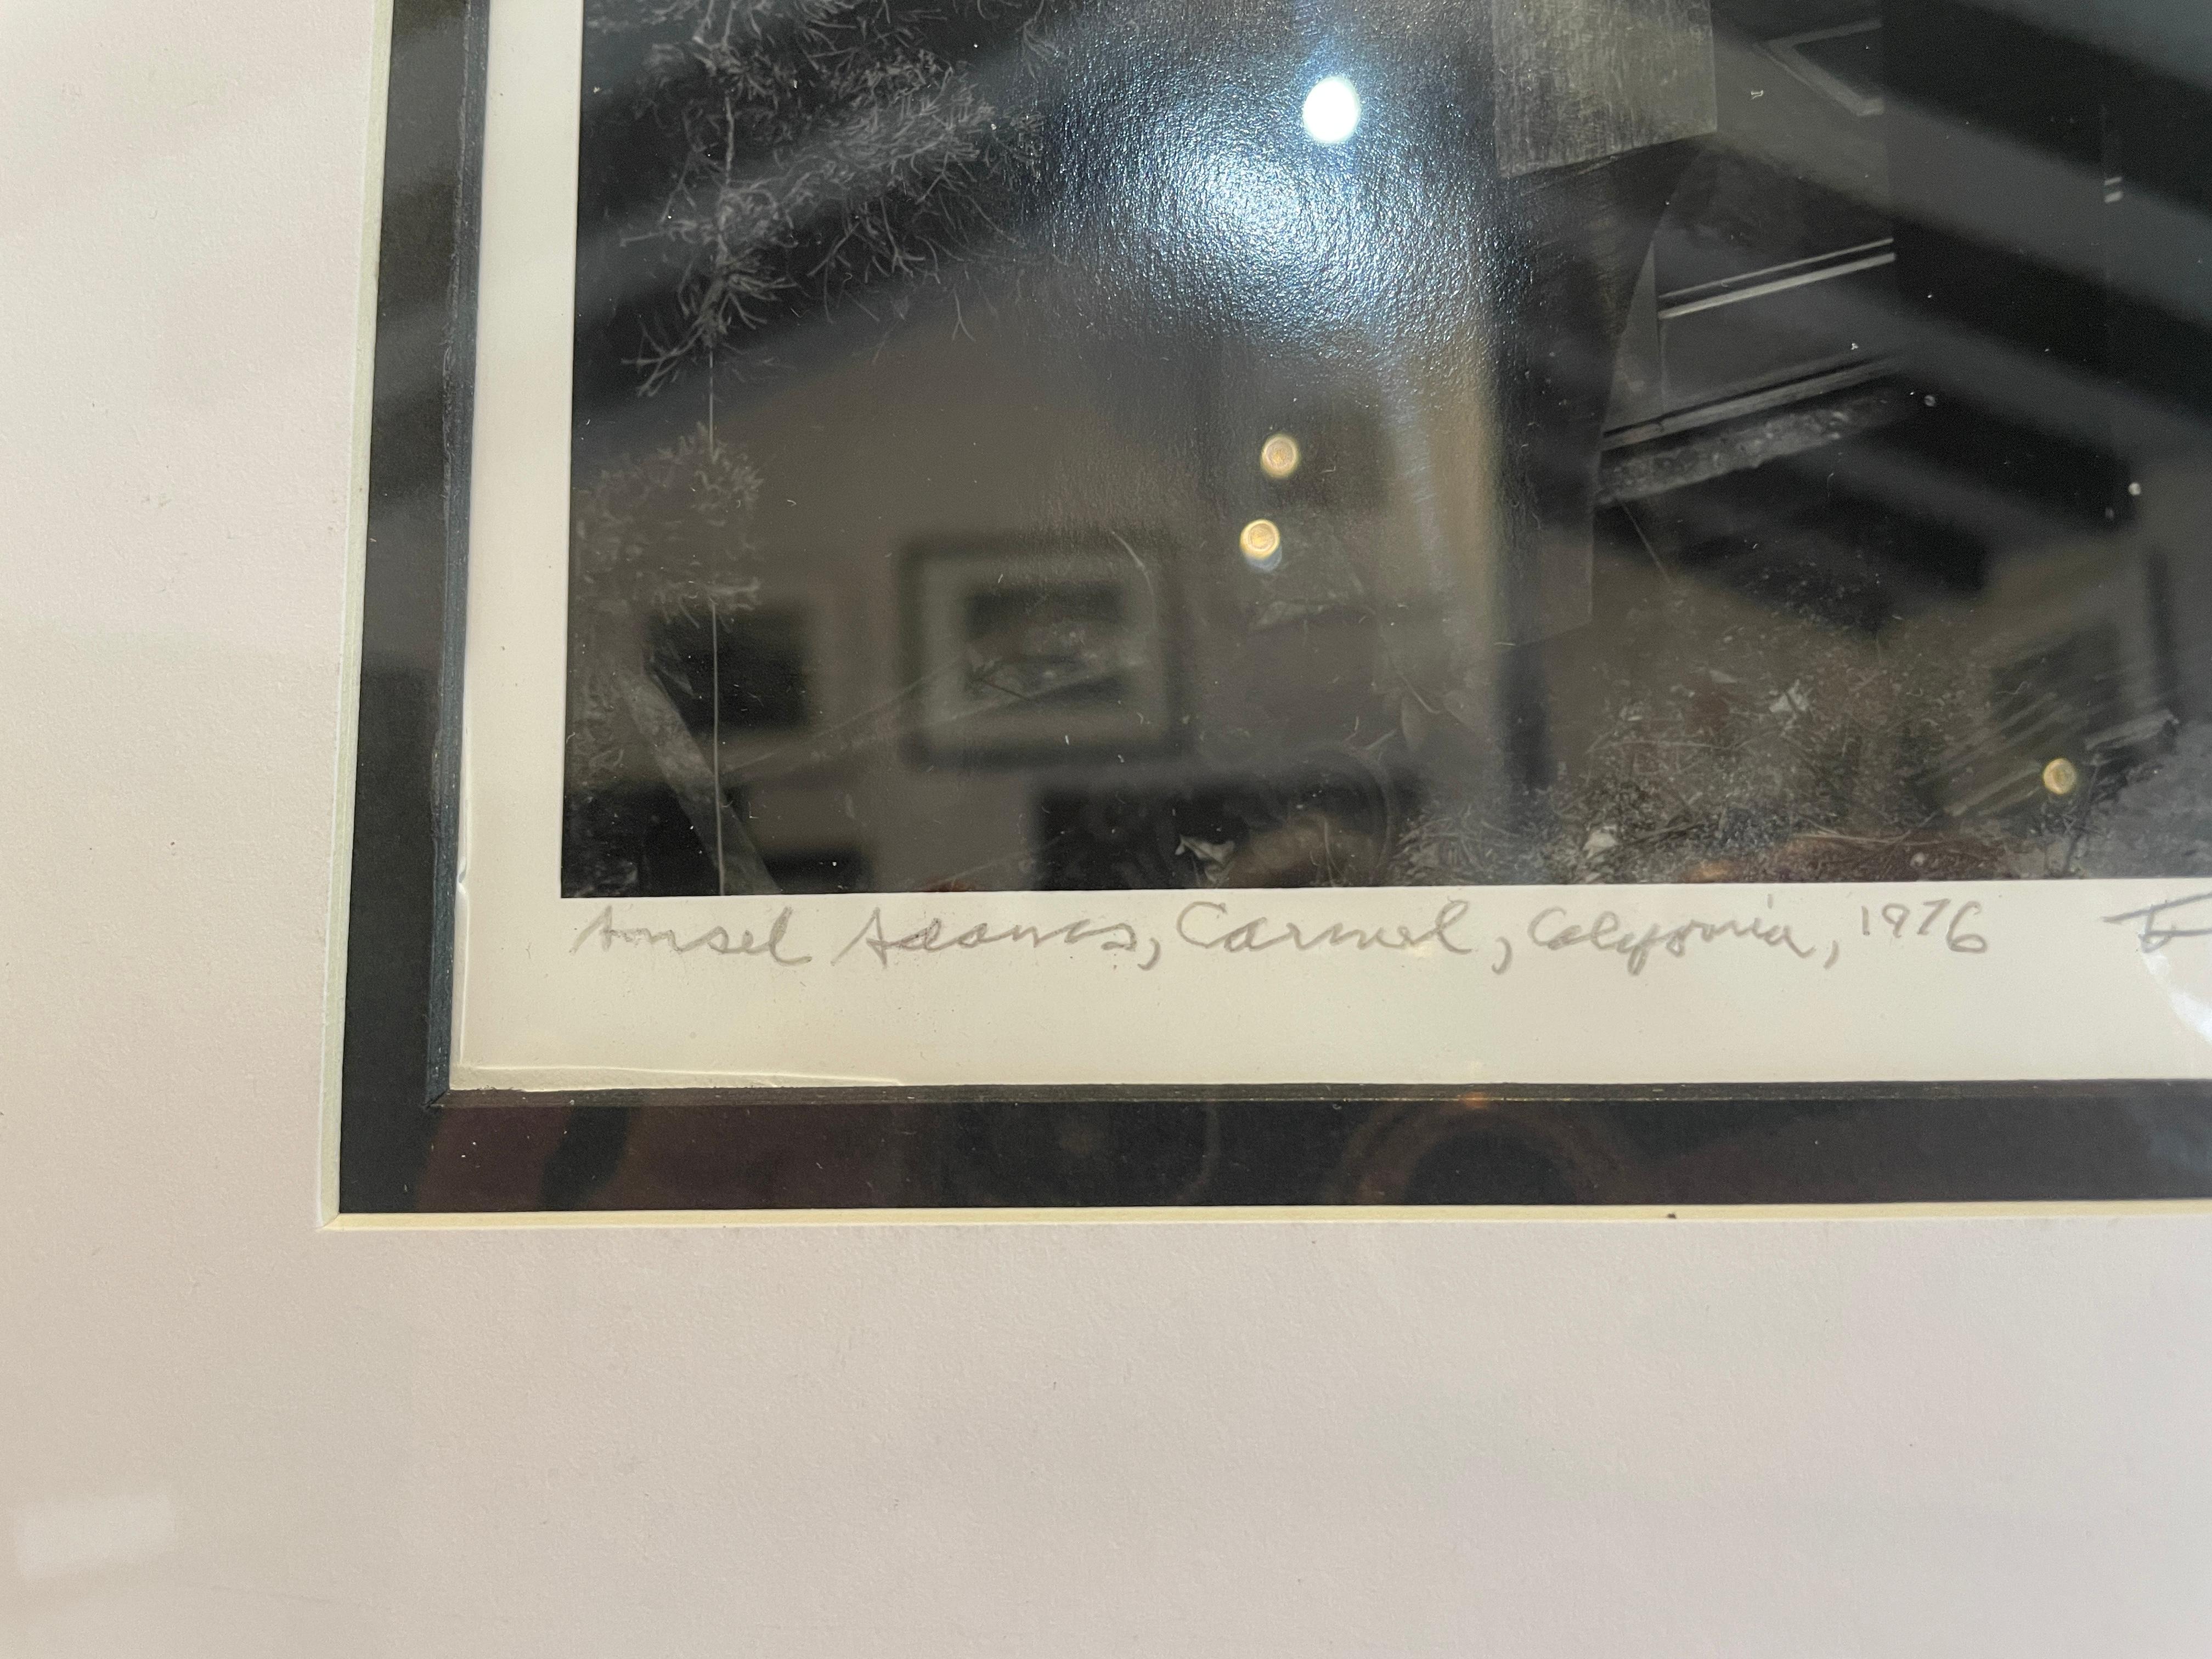 Ansel Adams, Carmel, California, 1976